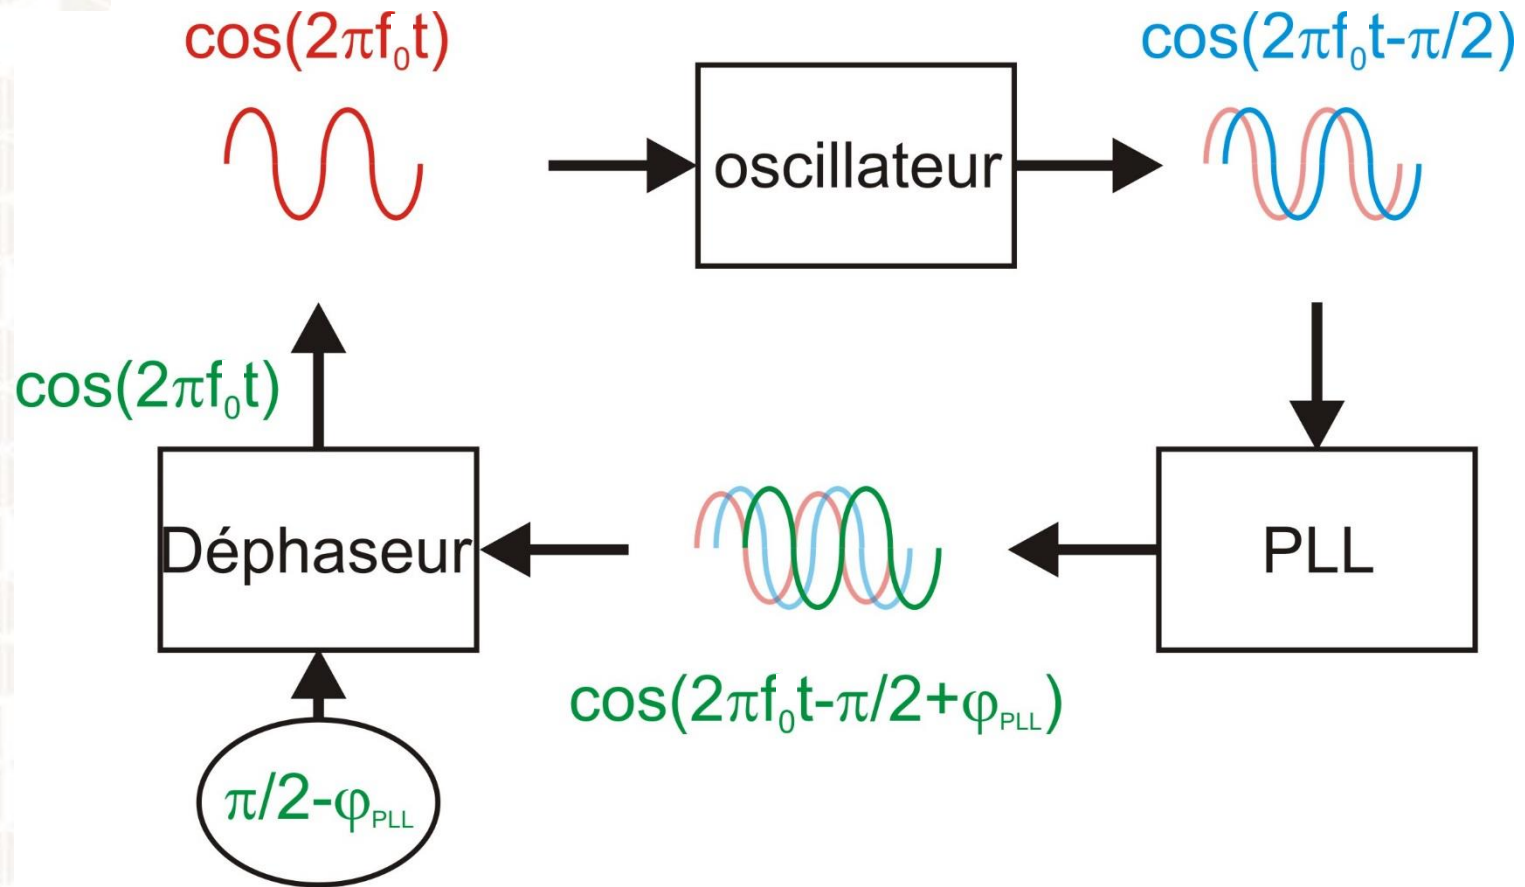 cos(2πf₀t)
cos(2πf₀t-π/2)
oscillateur
cos(2πf₀t)
Déphaseur
PLL
cos(2πf₀t-π/2+φPLL)
π/2-φPLL